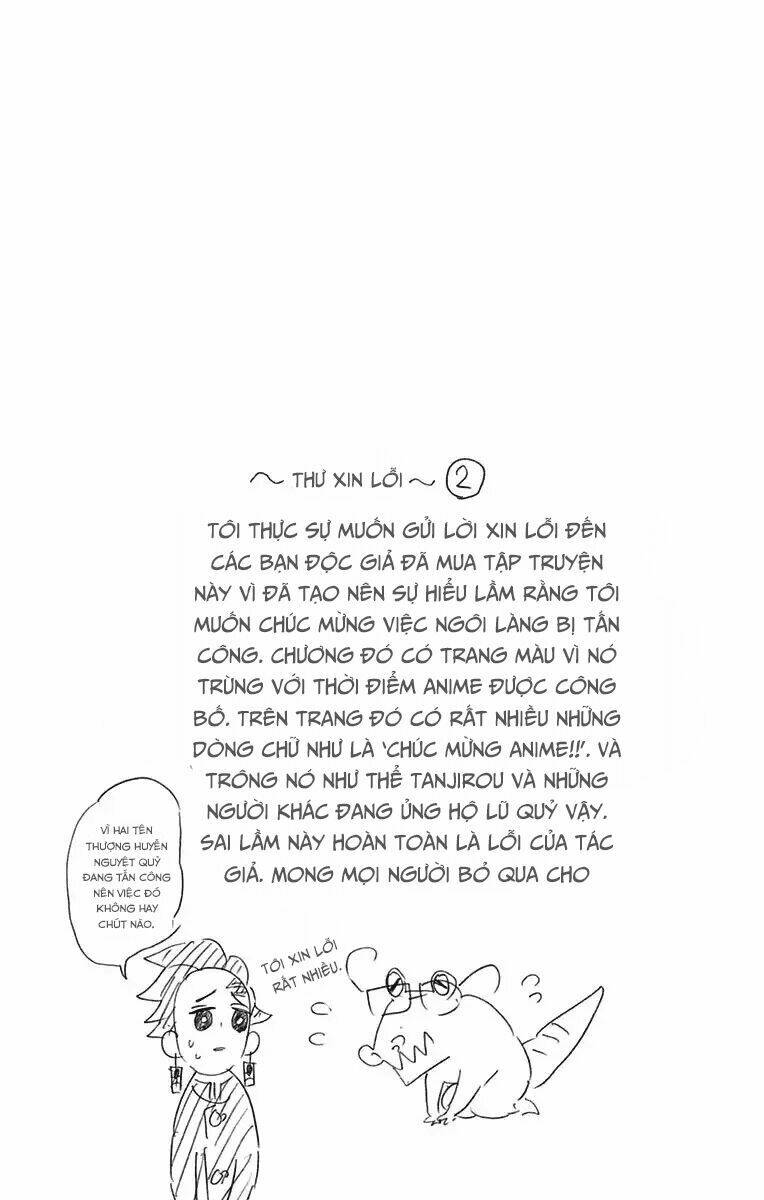 ~ THƯ XIN LỖI ~ 2
TÔI THỰC SỰ MUỐN GỬI LỜI XIN LỖI ĐẾN
CÁC BẠN ĐỘC GIẢ ĐÃ MUA TẬP TRUYỆN
NÀY VÌ ĐÃ TẠO NÊN SỰ HIỂU LẦM RẰNG TÔI
MUỐN CHÚC MỪNG VIỆC NGÔI LÀNG BỊ TẤN
CÔNG. CHƯƠNG ĐÓ CÓ TRANG MÀU VÌ NÓ
TRÙNG VỚI THỜI ĐIỂM ANIME ĐƯỢC CÔNG
BỐ. TRÊN TRANG ĐÓ CÓ RẤT NHIỀU NHỮNG
DÒNG CHỮ NHƯ LÀ ‘CHÚC MỪNG ANIME!!’. VÀ
TRÔNG NÓ NHƯ THỂ TANJIROU VÀ NHỮNG
NGƯỜI KHÁC ĐANG ỦNG HỘ LŨ QUỶ VẬY.
SAI LẦM NÀY HOÀN TOÀN LÀ LỖI CỦA TÁC
GIẢ. MONG MỌI NGƯỜI BỎ QUA CHO
VÌ HAI TÊN
THƯỢNG HUYỀN
NGUYỆT QUỶ
ĐANG TẤN CÔNG
NÊN VIỆC ĐÓ
KHÔNG HAY
CHÚT NÀO.
TÔI XIN LỖI
RẤT NHIỀU.